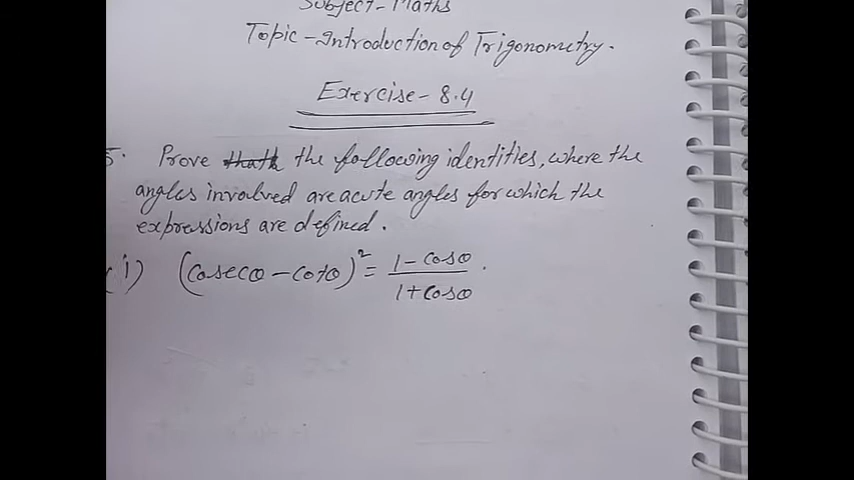 Subject-Maths
Topic-Introduction of Trigonometry.
Exercise-8.4
5. Prove the following identities, where the
angles involved are acute angles for which the
expressions are defined.
(i) (cosecθ - cotθ)² = 1 - cosθ / 1 + cosθ.